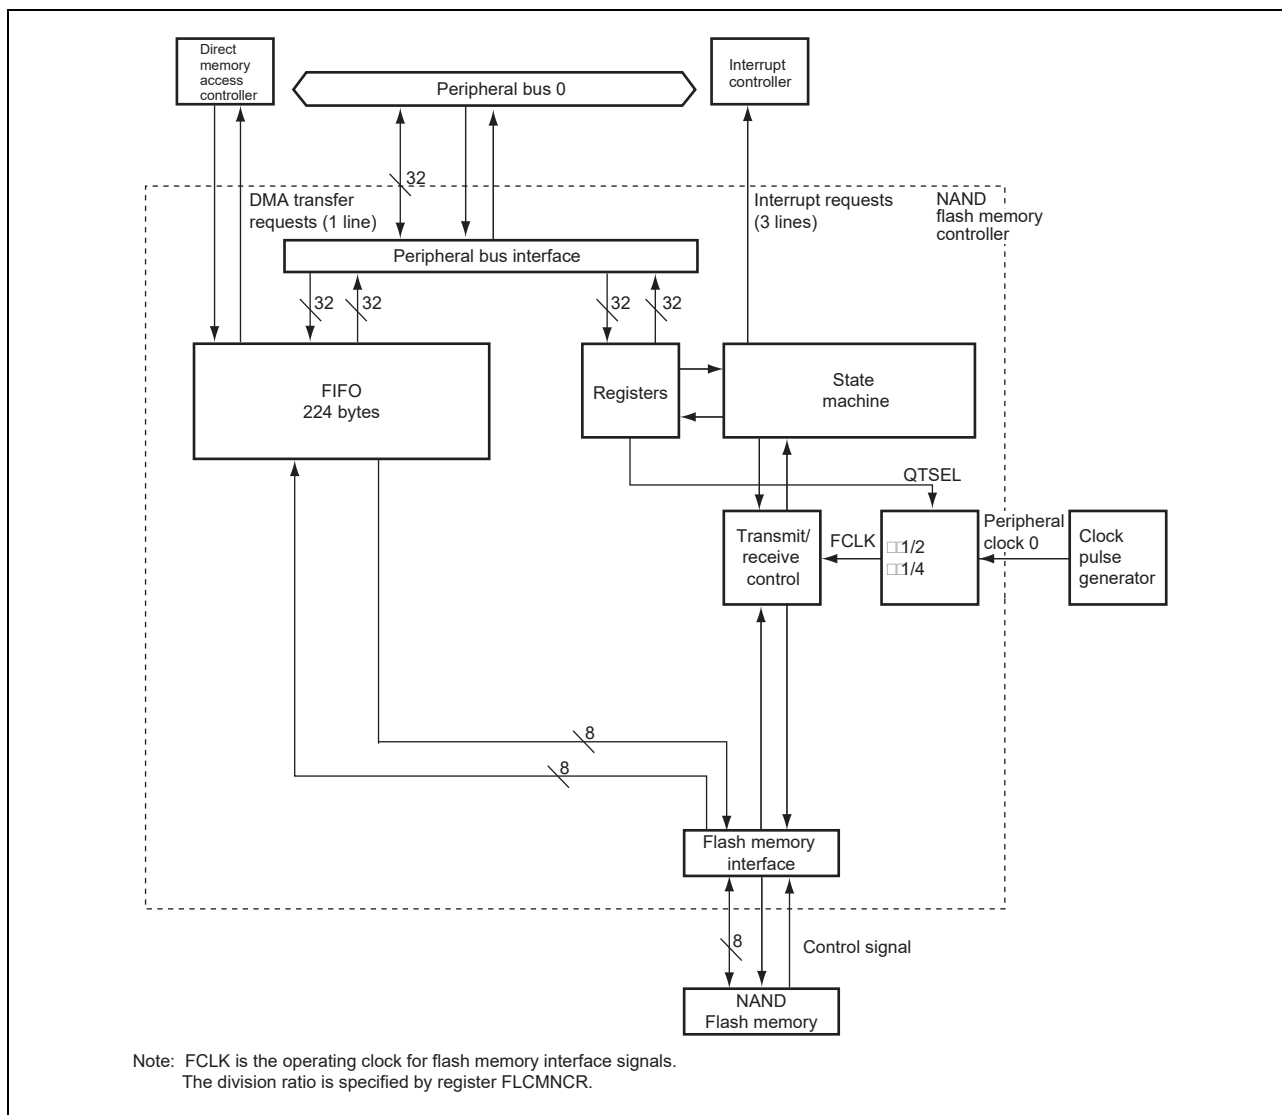 Direct
memory
access
controller
Peripheral bus 0
Interrupt
controller
32
DMA transfer
requests (1 line)
Interrupt requests
(3 lines)
NAND
flash memory
controller
Peripheral bus interface
32
32
32
32
FIFO
224 bytes
Registers
State
machine
QTSEL
Transmit/
receive
control
FCLK
□□1/2
□□1/4
Peripheral
clock 0
Clock
pulse
generator
8
8
Flash memory
interface
8
Control signal
NAND
Flash memory
Note: FCLK is the operating clock for flash memory interface signals.
The division ratio is specified by register FLCMNCR.